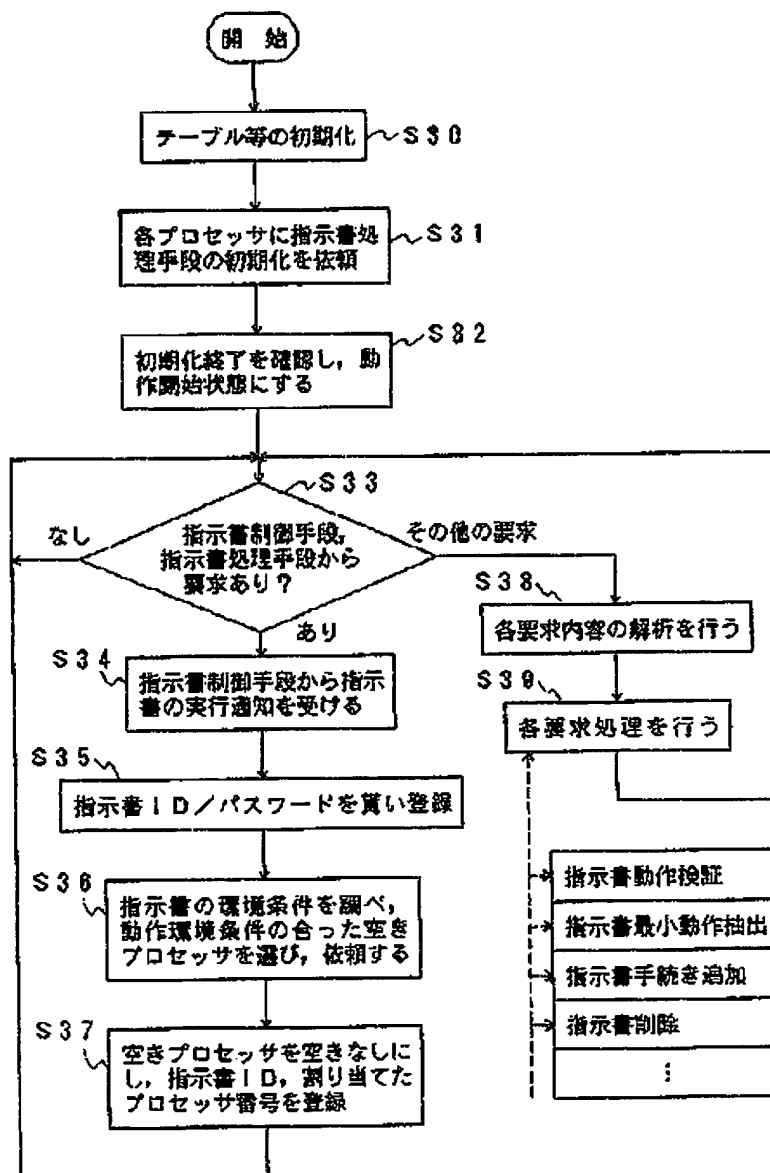 開　始
テーブル等の初期化
S30
各プロセッサに指示書処
理手段の初期化を依頼
S31
初期化終了を確認し，動
作開始状態にする
S32
S33
なし
指示書制御手段，
指示書処理手段から
要求あり？
その他の要求
あり
S34
指示書制御手段から指示
書の実行通知を受ける
S35
指示書ＩＤ／パスワードを貰い登録
S36
指示書の環境条件を調べ，
動作環境条件の合った空き
プロセッサを選び，依頼する
S37
空きプロセッサを空きなしに
し，指示書ＩＤ，割り当てた
プロセッサ番号を登録
S38
各要求内容の解析を行う
S39
各要求処理を行う
指示書動作検証
指示書最小動作抽出
指示書手続き追加
指示書削除
⋮